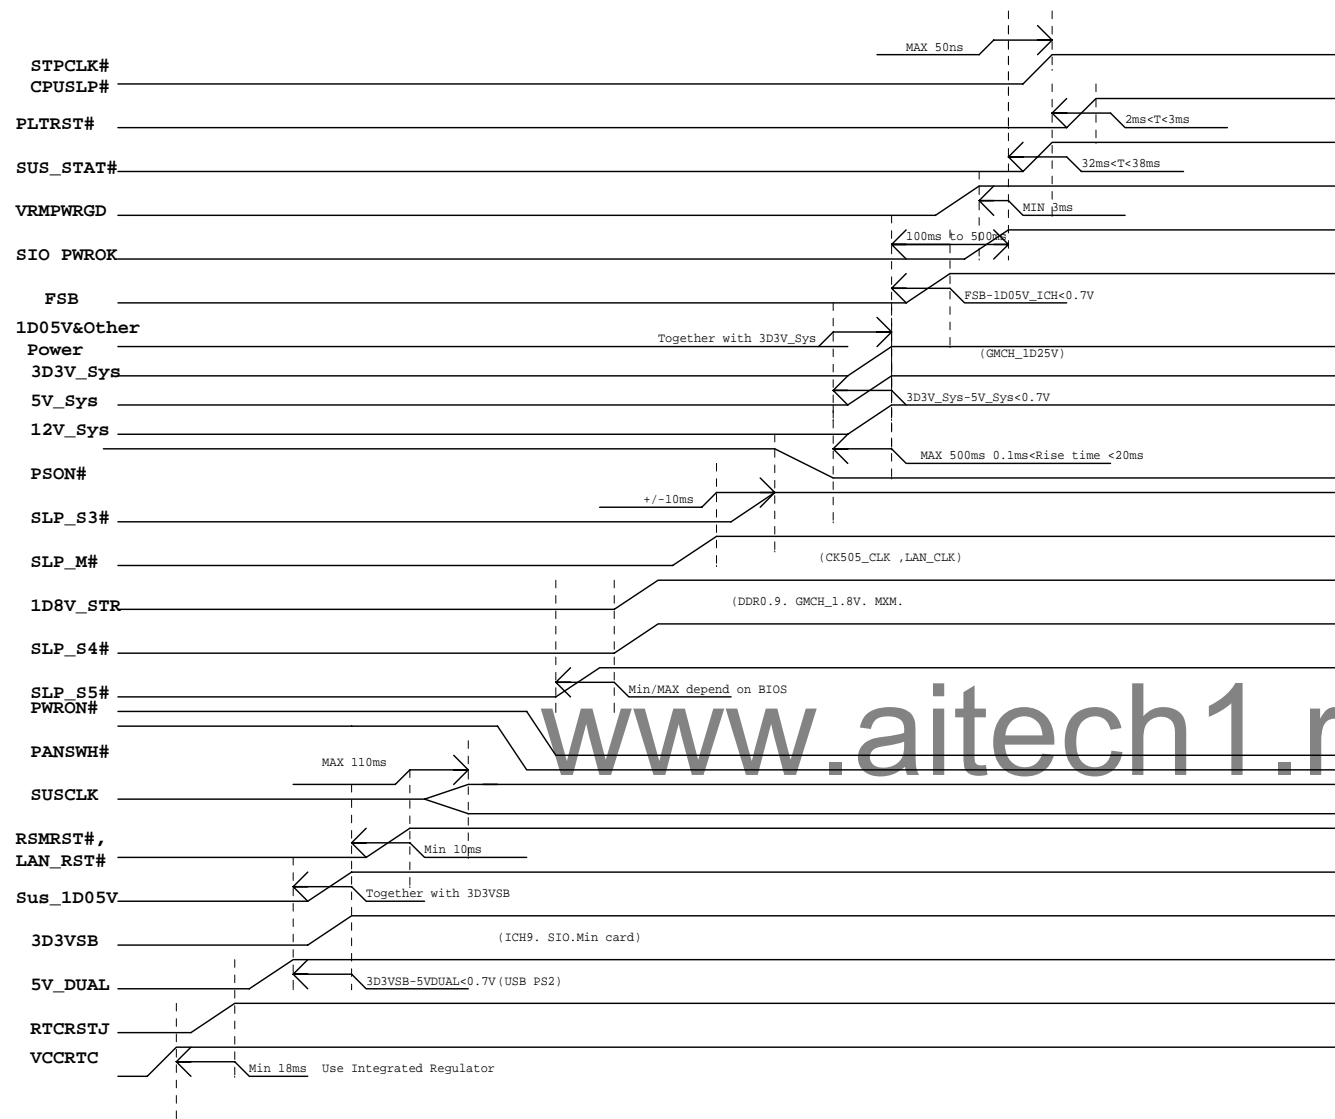 MAX 50ns
STPCLK#
CPUSLP#
PLTRST#
2ms<T<3ms
SUS_STAT#
32ms<T<38ms
VRMPWRGD
MIN 3ms
100ms to 500ms
SIO PWROK
FSB
FSB-1D05V_ICH<0.7V
1D05V&Other
Power
Together with 3D3V_Sys
(GMCH_1D25V)
3D3V_Sys
5V_Sys
3D3V_Sys-5V_Sys<0.7V
12V_Sys
MAX 500ms 0.1ms<Rise time <20ms
PSON#
+/-10ms
SLP_S3#
SLP_M#
(CK505_CLK ,LAN_CLK)
1D8V_STR
(DDR0.9. GMCH_1.8V. MXM.
SLP_S4#
SLP_S5#
Min/MAX depend on BIOS
PWRON#
www.aitech1.r
PANSWH#
MAX 110ms
SUSCLK
RSMRST#,
LAN_RST#
Min 10ms
Sus_1D05V
Together with 3D3VSB
3D3VSB
(ICH9. SIO.Min card)
5V_DUAL
3D3VSB-5VDUAL<0.7V(USB PS2)
RTCRSTJ
VCCRTC
Min 18ms Use Integrated Regulator